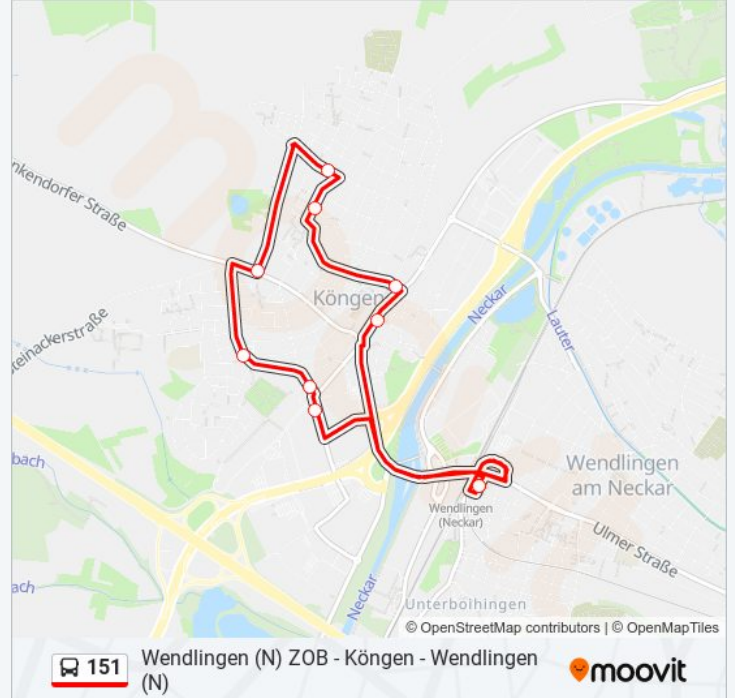 nkendorfer Straße
Köngen
Neckar
Lauter
teinackerstraße
bach
Wendlingen
am Neckar
Wendlingen
(Neckar)
Ulmer Straße
ach
Neckar
Unterboihingen
© OpenStreetMap contributors | © OpenMapTiles
151
Wendlingen (N) ZOB - Köngen - Wendlingen
(N)
moovit